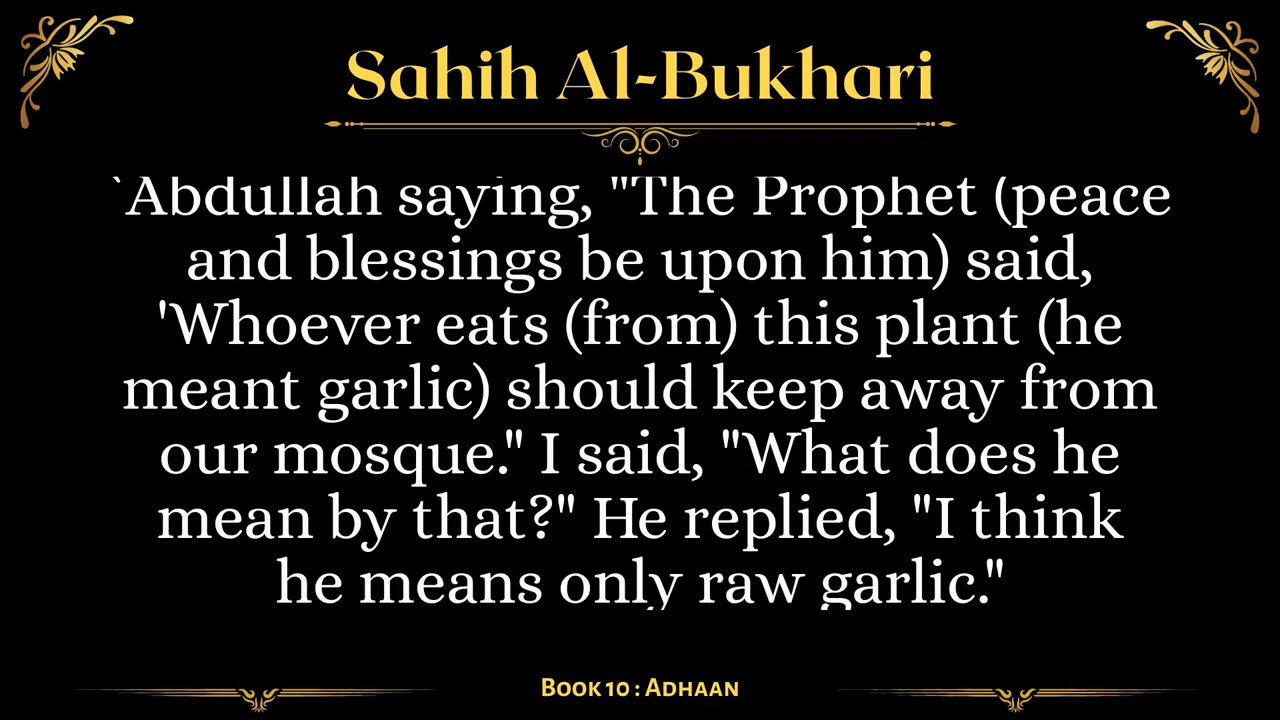 Sahih Al-Bukhari
`Abdullah saying, "The Prophet (peace
and blessings be upon him) said,
'Whoever eats (from) this plant (he
meant garlic) should keep away from
our mosque." I said, "What does he
mean by that?" He replied, "I think
he means only raw garlic."
Book 10 : Adhaan